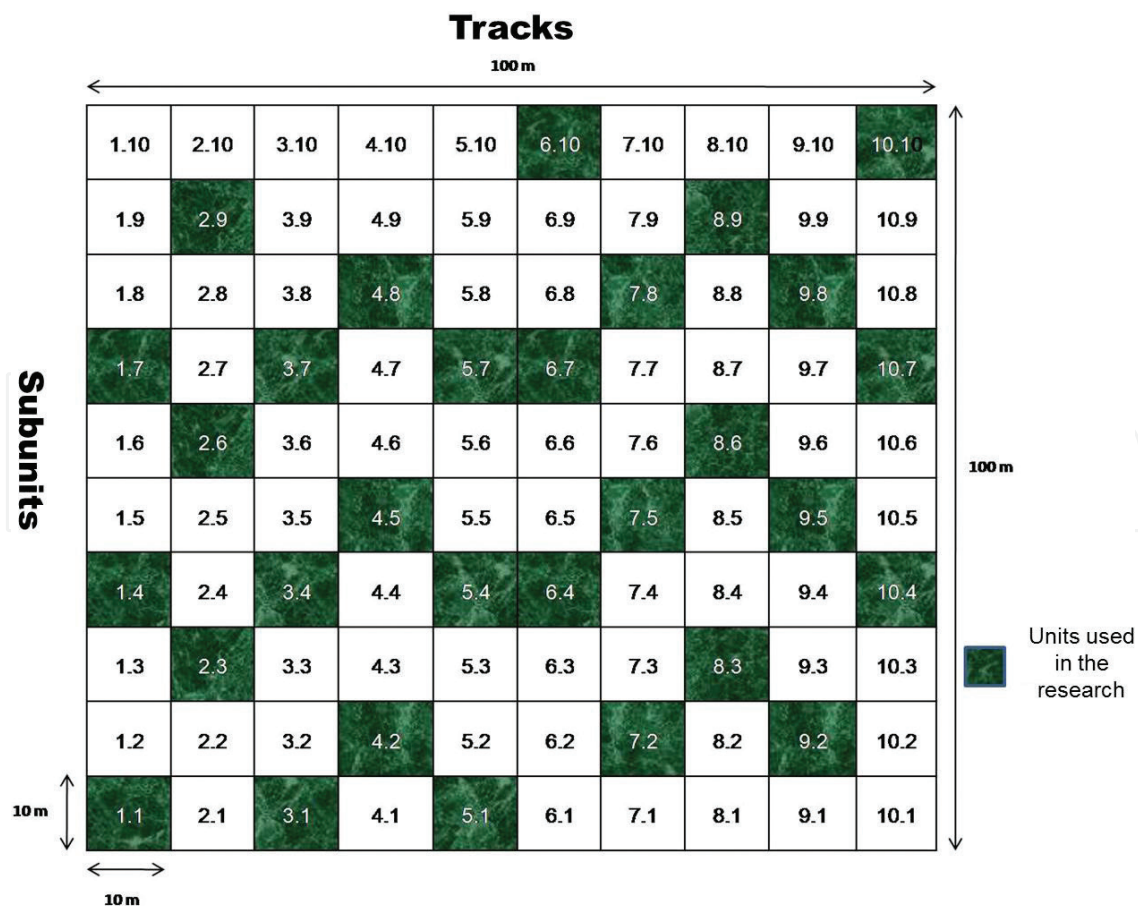 Tracks
100 m
1.10 2.10 3.10 4.10 5.10 6.10 7.10 8.10 9.10 10.10
1.9 2.9 3.9 4.9 5.9 6.9 7.9 8.9 9.9 10.9
1.8 2.8 3.8 4.8 5.8 6.8 7.8 8.8 9.8 10.8
1.7 2.7 3.7 4.7 5.7 6.7 7.7 8.7 9.7 10.7
Subunits
1.6 2.6 3.6 4.6 5.6 6.6 7.6 8.6 9.6 10.6
100 m
1.5 2.5 3.5 4.5 5.5 6.5 7.5 8.5 9.5 10.5
1.4 2.4 3.4 4.4 5.4 6.4 7.4 8.4 9.4 10.4
1.3 2.3 3.3 4.3 5.3 6.3 7.3 8.3 9.3 10.3
Units used
in the
research
1.2 2.2 3.2 4.2 5.2 6.2 7.2 8.2 9.2 10.2
10 m
1.1 2.1 3.1 4.1 5.1 6.1 7.1 8.1 9.1 10.1
10 m